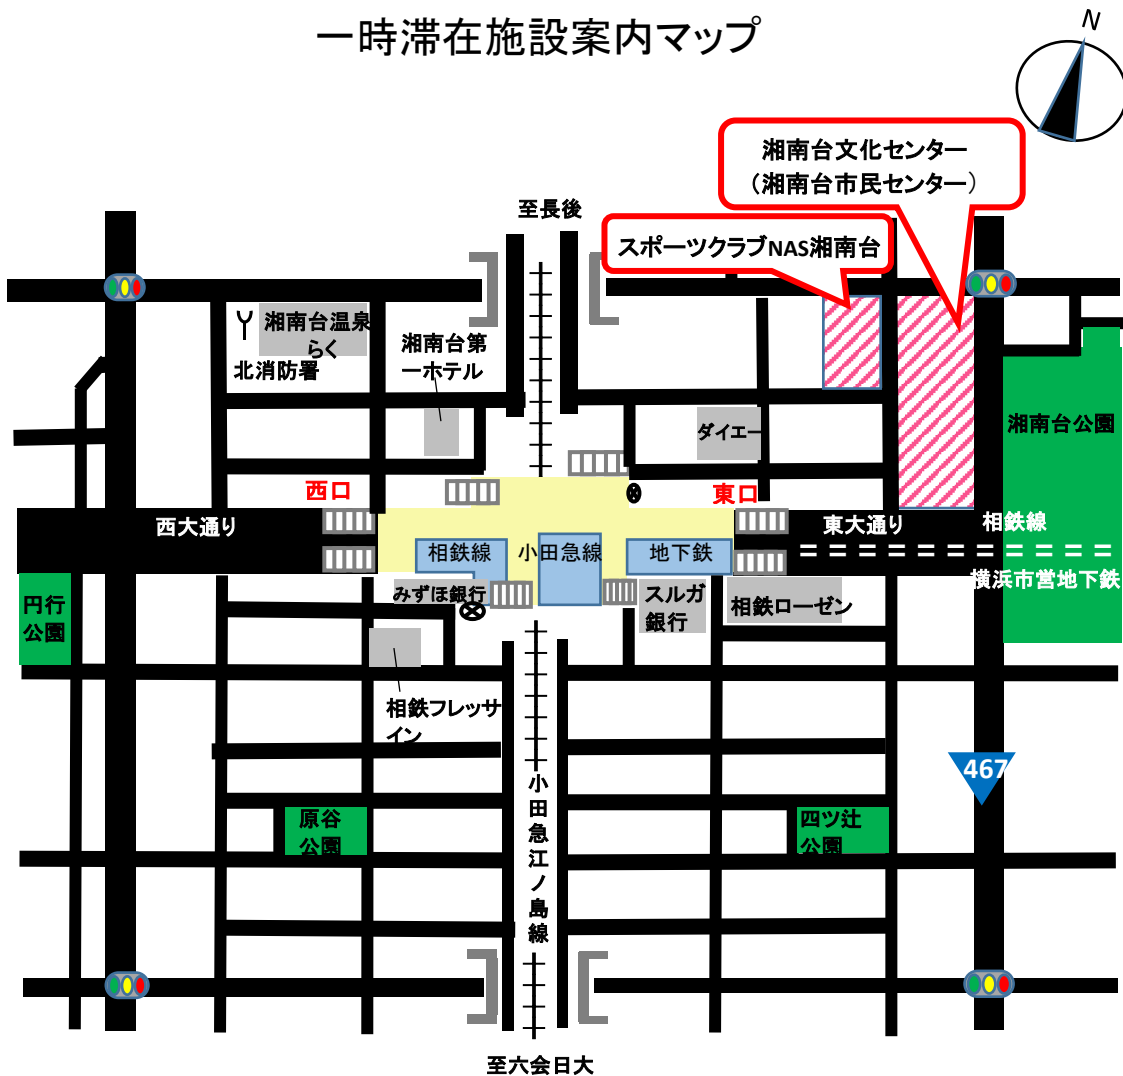 一時滞在施設案内マップ
N
湘南台文化センター
（湘南台市民センター）
至長後
スポーツクラブNAS湘南台
湘南台温泉
らく
北消防署
湘南台第
一ホテル
ダイエー
湘南台公園
西口
東口
西大通り
東大通り
相鉄線
相鉄線
小田急線
地下鉄
横浜市営地下鉄
円行
公園
みずほ銀行
スルガ
銀行
相鉄ローゼン
相鉄フレッサ
イン
467
小田急江ノ島線
原谷
公園
四ツ辻
公園
至六会日大